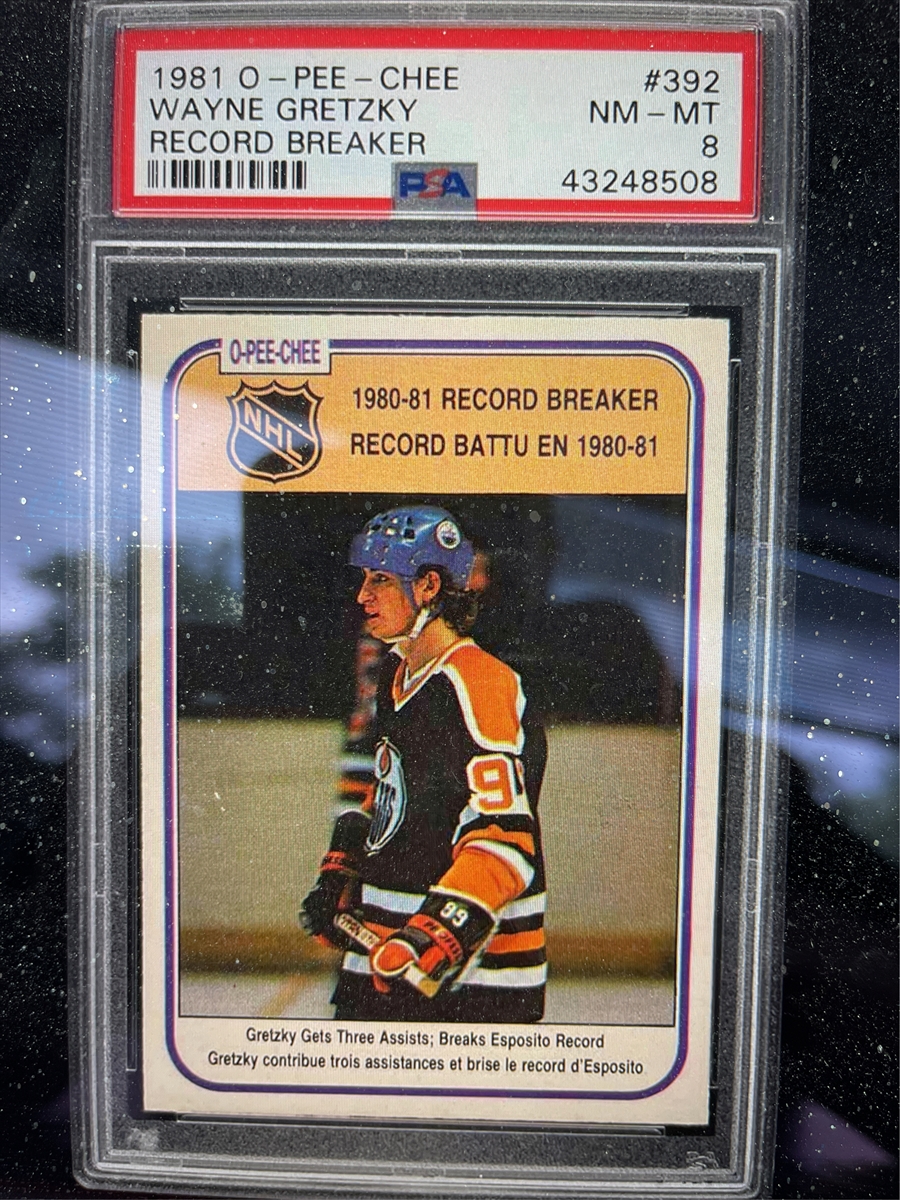 1981 O-PEE-CHEE #392
WAYNE GRETZKY NM-MT
RECORD BREAKER 8
PSA 43248508
O-PEE-CHEE
NHL
1980-81 RECORD BREAKER
RECORD BATTU EN 1980-81
9
99
Gretzky Gets Three Assists; Breaks Esposito Record
Gretzky contribue trois assistances et brise le record d'Esposito